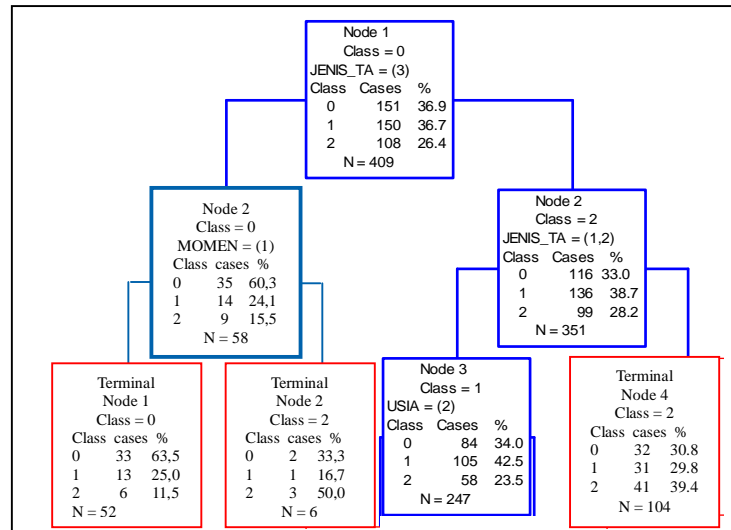 Node 1
Class = 0
JENIS_TA = (3)
Class Cases %
0 151 36.9
1 150 36.7
2 108 26.4
N = 409
Node 2
Class = 0
MOMEN = (1)
Class cases %
0 35 60,3
1 14 24,1
2 9 15,5
N = 58
Node 2
Class = 2
JENIS_TA = (1,2)
Class Cases %
0 116 33.0
1 136 38.7
2 99 28.2
N = 351
Terminal
Node 1
Class = 0
Class cases %
0 33 63,5
1 13 25,0
2 6 11,5
N = 52
Terminal
Node 2
Class = 2
Class cases %
0 2 33,3
1 1 16,7
2 3 50,0
N = 6
Node 3
Class = 1
USIA = (2)
Class Cases %
0 84 34.0
1 105 42.5
2 58 23.5
N = 247
Terminal
Node 4
Class = 2
Class cases %
0 32 30.8
1 31 29.8
2 41 39.4
N = 104